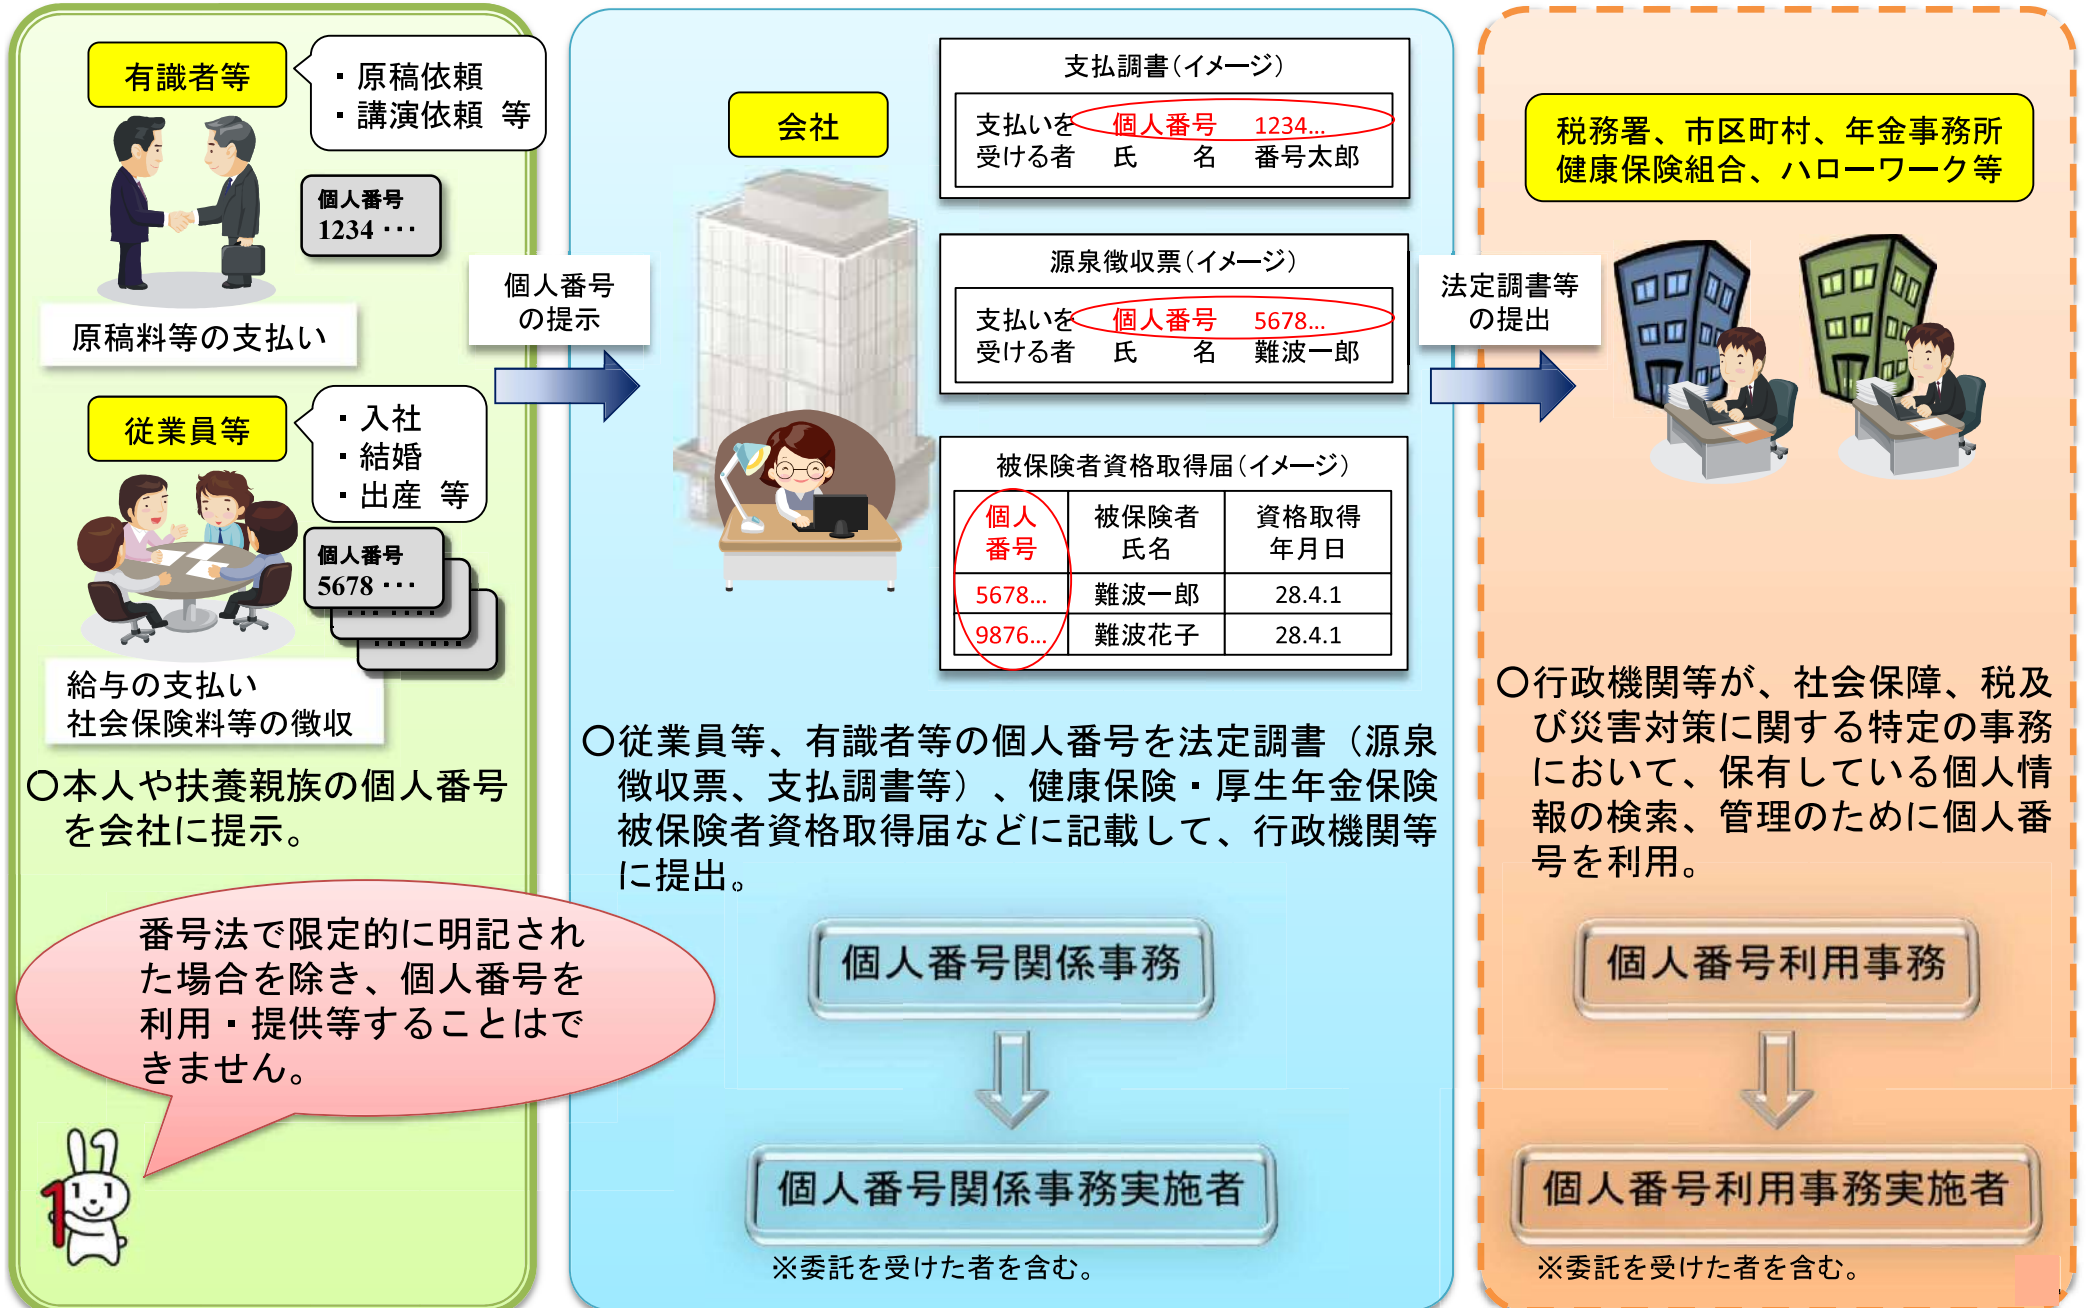 有識者等
・原稿依頼
・講演依頼 等
個人番号
1234 ･･･
原稿料等の支払い
従業員等
・入社
・結婚
・出産 等
個人番号
5678 ･･･
給与の支払い
社会保険料等の徴収
〇本人や扶養親族の個人番号
を会社に提示。
番号法で限定的に明記され
た場合を除き、個人番号を
利用・提供等することはで
きません。
個人番号
の提示
会社
支払調書(イメージ)
支払いを 個人番号 1234...
受ける者 氏 名 番号太郎
源泉徴収票(イメージ)
支払いを 個人番号 5678...
受ける者 氏 名 難波一郎
被保険者資格取得届(イメージ)
個人 被保険者 資格取得
番号 氏名 年月日
5678... 難波一郎 28.4.1
9876... 難波花子 28.4.1
〇従業員等、有識者等の個人番号を法定調書（源泉
徴収票、支払調書等）、健康保険・厚生年金保険
被保険者資格取得届などに記載して、行政機関等
に提出。
個人番号関係事務
個人番号関係事務実施者
※委託を受けた者を含む。
法定調書等
の提出
税務署、市区町村、年金事務所
健康保険組合、ハローワーク等
〇行政機関等が、社会保障、税及
び災害対策に関する特定の事務
において、保有している個人情
報の検索、管理のために個人番
号を利用。
個人番号利用事務
個人番号利用事務実施者
※委託を受けた者を含む。